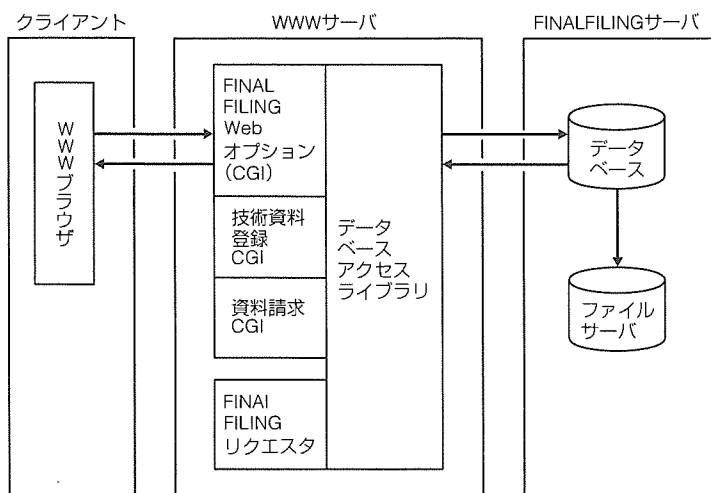 クライアント
WWWサーバ
FINALFILINGサーバ
WWWブラウザ
FINAL
FILING
Web
オプション
(CGI)
技術資料
登録
CGI
資料請求
CGI
FINAI
FILING
リクエスタ
データ
ベース
アクセス
ライブラリ
データ
ベース
ファイル
サーバ